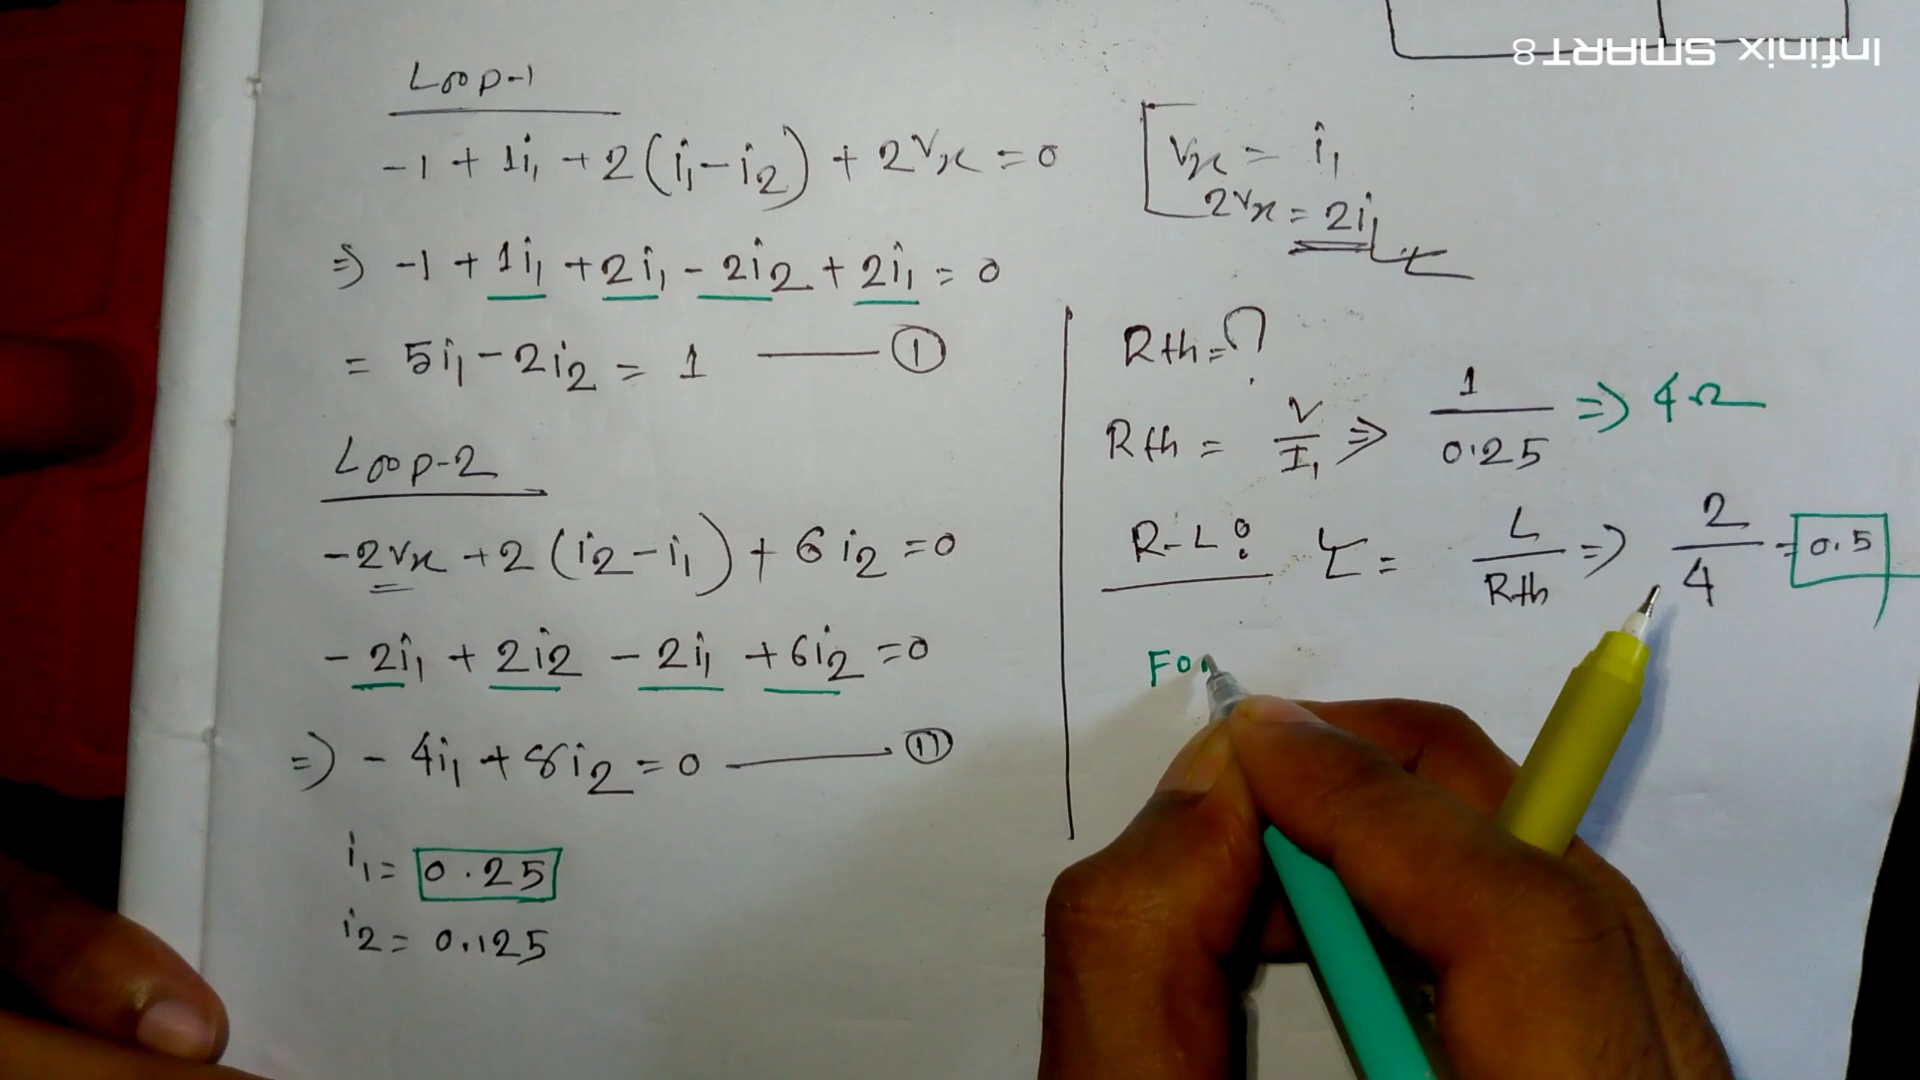 Infinix SMART 8
Loop-1
-1 + 1i₁ + 2(i₁-i₂) + 2Vx = 0
⇒ -1 + 1i₁ + 2i₁ - 2i₂ + 2i₁ = 0
= 5i₁ - 2i₂ = 1 —— ①
Loop-2
-2Vx + 2(i₂-i₁) + 6i₂ = 0
-2i₁ + 2i₂ - 2i₁ + 6i₂ = 0
⇒ -4i₁ + 8i₂ = 0 —— ⑪
i₁ = 0.25
i₂ = 0.125
Vx = i₁
2Vx = 2i₁
Rth = ?
Rth = V/I₁ ⇒ 1/0.25 ⇒ 4Ω
R-L: τ = L/Rth ⇒ 2/4 = 0.5
For